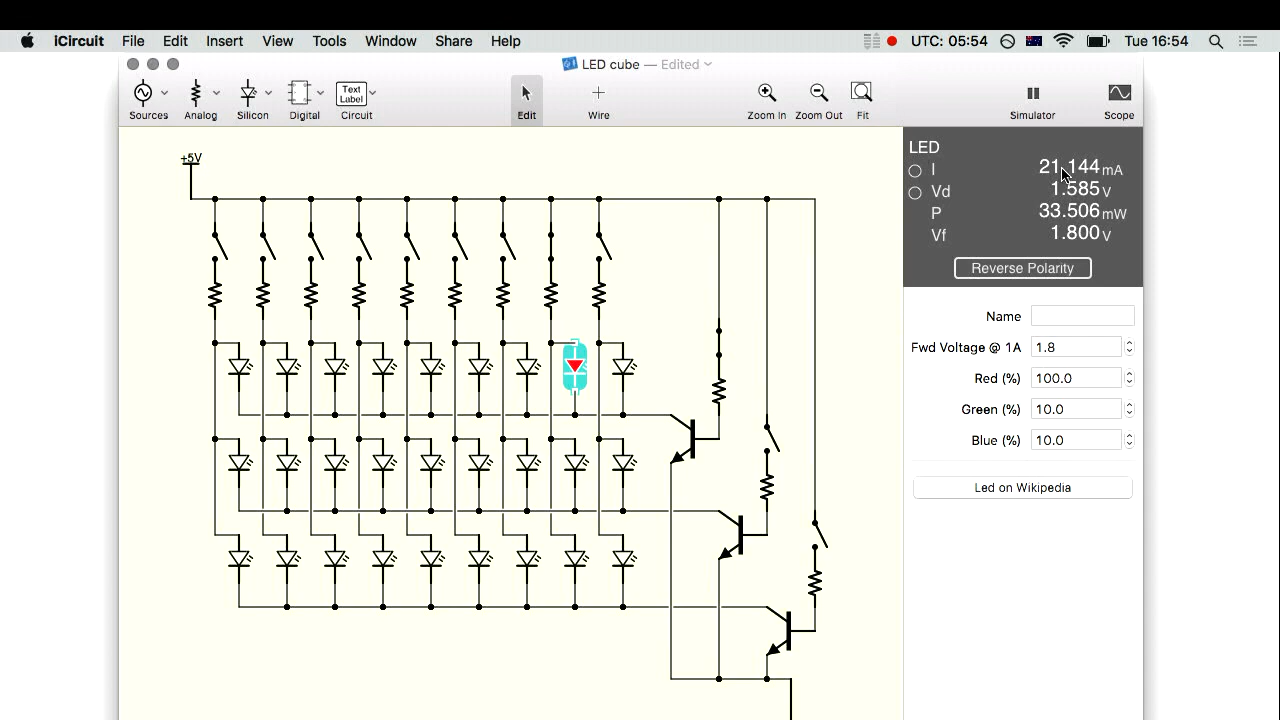 iCircuit File Edit Insert View Tools Window Share Help UTC: 05:54 Tue 16:54
LED cube — Edited
Sources Analog Silicon Digital Text Label Circuit Edit Wire Zoom In Zoom Out Fit Simulator Scope
+5V
LED
I 21.144 mA
Vd 1.585 V
P 33.506 mW
Vf 1.800 V
Reverse Polarity
Name
Fwd Voltage @ 1A 1.8
Red (%) 100.0
Green (%) 10.0
Blue (%) 10.0
Led on Wikipedia